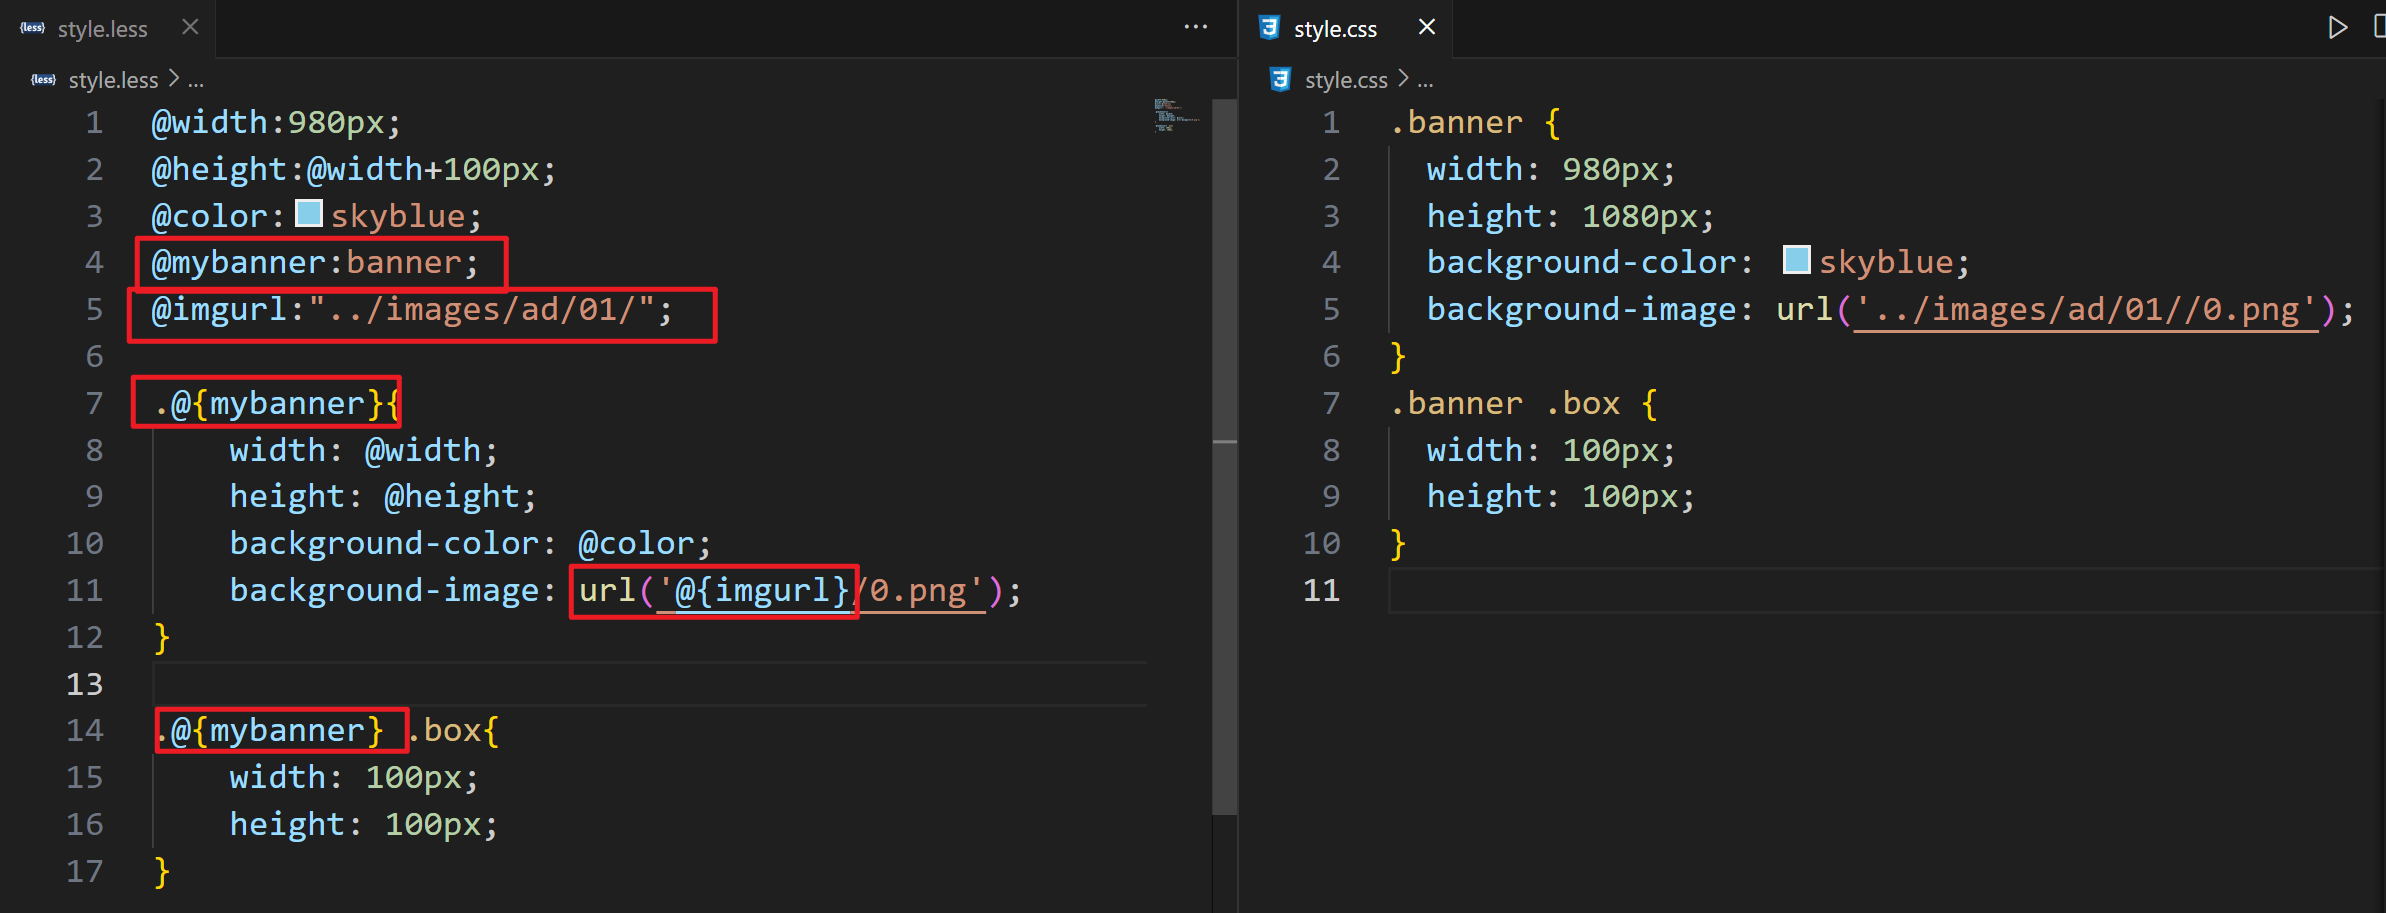 {less} style.less
{less} style.less > ...
1 @width:980px;
2 @height:@width+100px;
3 @color:skyblue;
4 @mybanner:banner;
5 @imgurl:"../images/ad/01/";
6
7 .@{mybanner}{
8 width: @width;
9 height: @height;
10 background-color: @color;
11 background-image: url('@{imgurl}/0.png');
12 }
13
14 .@{mybanner} .box{
15 width: 100px;
16 height: 100px;
17 }
style.css
style.css > ...
1 .banner {
2 width: 980px;
3 height: 1080px;
4 background-color: skyblue;
5 background-image: url('../images/ad/01//0.png');
6 }
7 .banner .box {
8 width: 100px;
9 height: 100px;
10 }
11